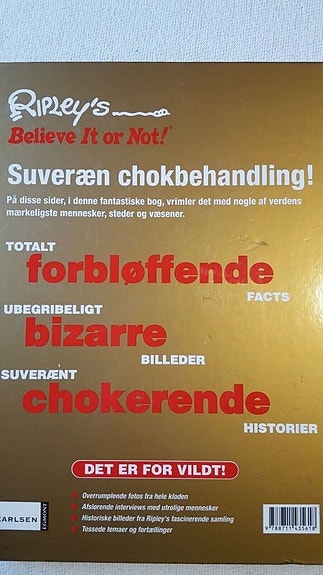 RIPLEY'S
Believe It or Not!®
Suveræn chokbehandling!
På disse sider, i denne fantastiske bog, vrimler det med nogle af verdens
mærkeligste mennesker, steder og væsener.
TOTALT
forbløffende
FACTS
UBEGRIBELIGT
bizarre
BILLEDER
SUVERÆNT
chokerende
HISTORIER
DET ER FOR VILDT!
Overrumplende fotos fra hele kloden
Afslørende interviews med utrolige mennesker
Historiske billeder fra Ripley's fascinerende samling
Tossede temaer og fortællinger
CARLSEN
EGMONT
9 788711 435618